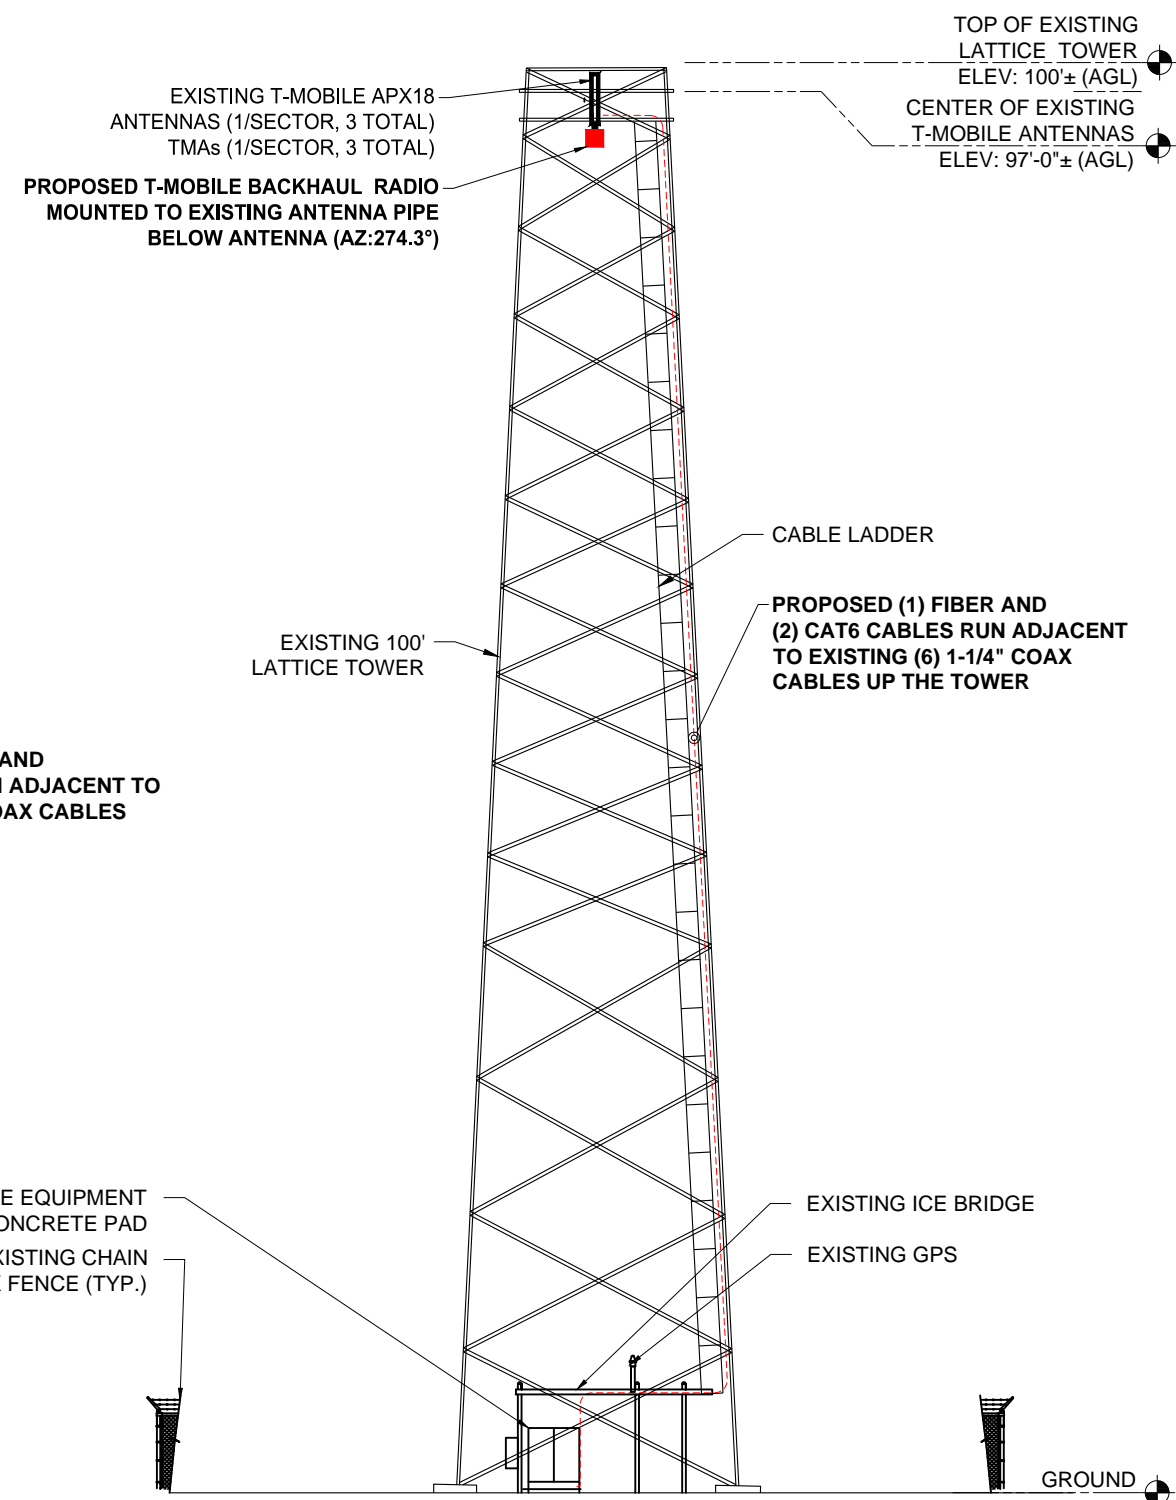 TOP OF EXISTING
LATTICE TOWER
ELEV: 100'± (AGL)
CENTER OF EXISTING
T-MOBILE ANTENNAS
ELEV: 97'-0"± (AGL)
EXISTING T-MOBILE APX18
ANTENNAS (1/SECTOR, 3 TOTAL)
TMAs (1/SECTOR, 3 TOTAL)
PROPOSED T-MOBILE BACKHAUL RADIO
MOUNTED TO EXISTING ANTENNA PIPE
BELOW ANTENNA (AZ:274.3°)
CABLE LADDER
PROPOSED (1) FIBER AND
(2) CAT6 CABLES RUN ADJACENT
TO EXISTING (6) 1-1/4" COAX
CABLES UP THE TOWER
EXISTING 100'
LATTICE TOWER
AND
ADJACENT TO
CABLES
EQUIPMENT
PAD
CHAIN
FENCE (TYP.)
EXISTING ICE BRIDGE
EXISTING GPS
GROUND